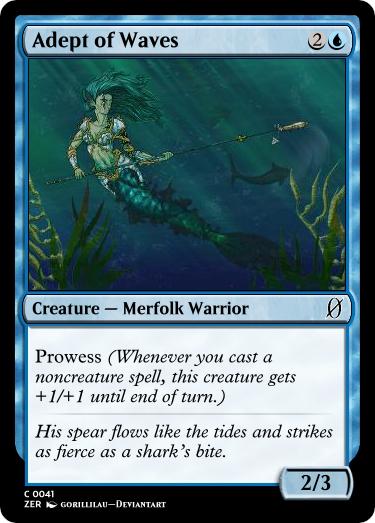 Adept of Waves 2
Creature — Merfolk Warrior
Prowess (Whenever you cast a
noncreature spell, this creature gets
+1/+1 until end of turn.)
His spear flows like the tides and strikes
as fierce as a shark's bite.
2/3
C 0041
ZER GORILLILAU—DEVIANTART